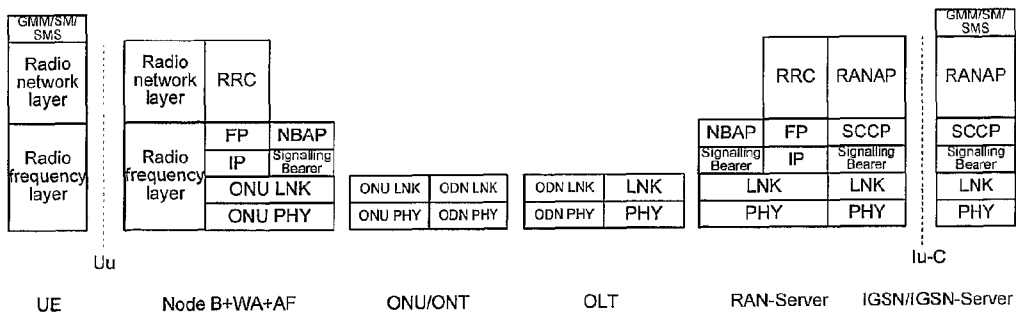 GMM/SM/
SMS
Radio
network
layer
Radio
frequency
layer
Uu
UE
Radio
network
layer
RRC
Radio
frequency
layer
FP
NBAP
IP
Signalling
Bearer
ONU LNK
ONU PHY
Node B+WA+AF
ONU LNK
ODN LNK
ONU PHY
ODN PHY
ONU/ONT
ODN LNK
LNK
ODN PHY
PHY
OLT
RRC
RANAP
NBAP
FP
SCCP
Signalling
Bearer
IP
Signalling
Bearer
LNK
LNK
PHY
PHY
RAN-Server
Iu-C
GMM/SM/
SMS
RANAP
SCCP
Signalling
Bearer
LNK
PHY
IGSN/IGSN-Server